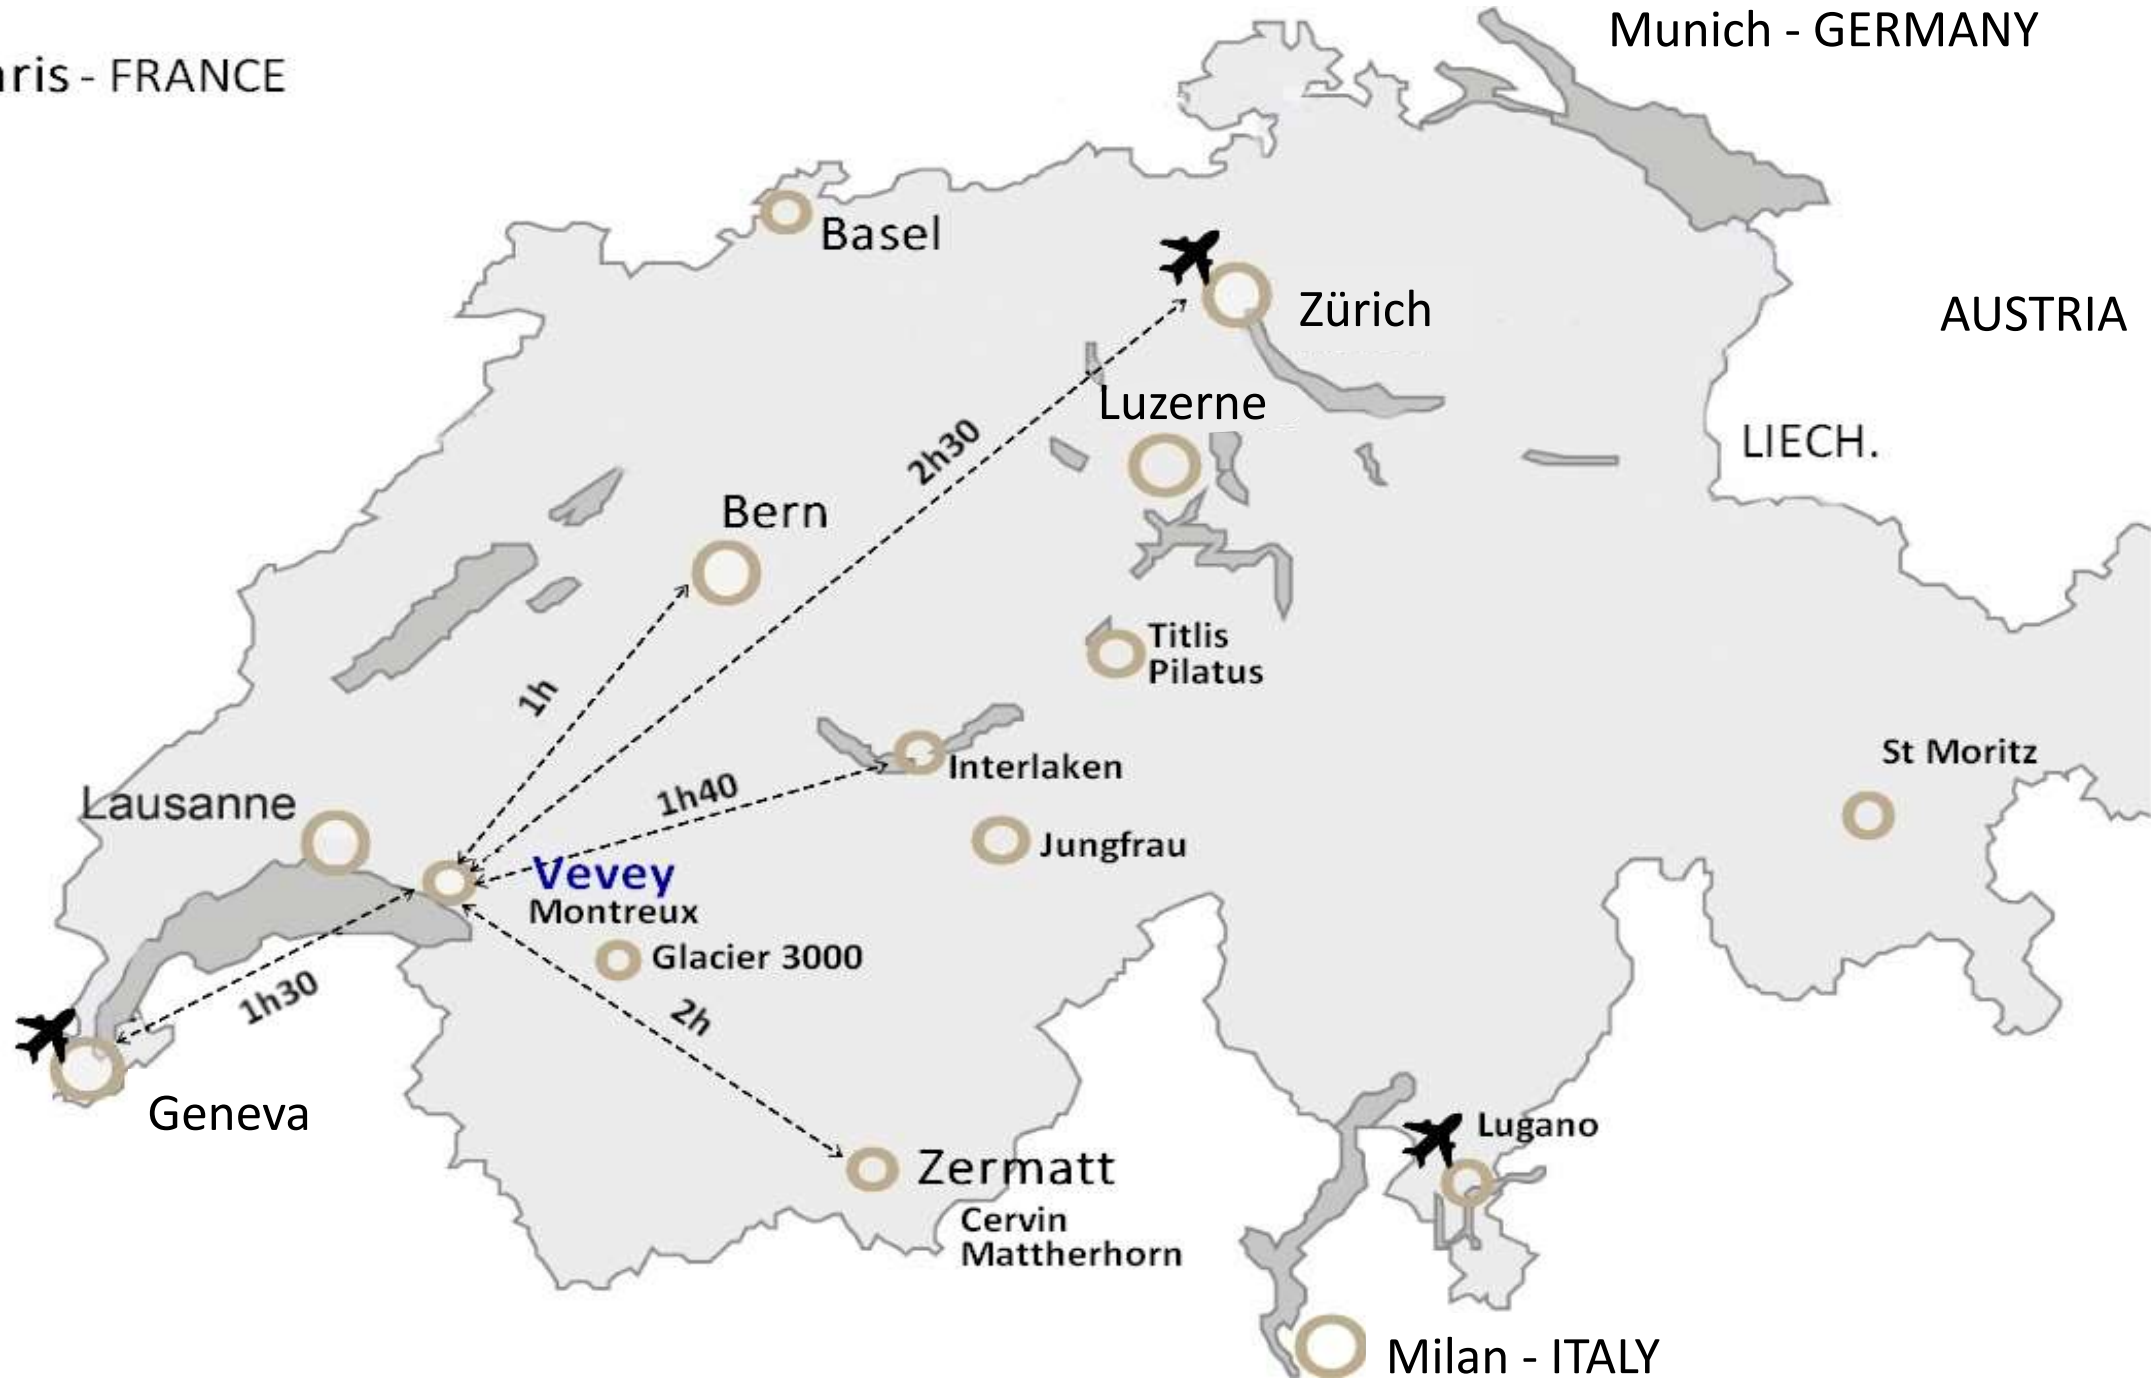 Munich - GERMANY
aris - FRANCE
Basel
Zürich
AUSTRIA
Luzerne
LIECH.
2h30
Bern
Titlis
Pilatus
1h
St Moritz
Interlaken
1h40
Lausanne
Jungfrau
Vevey
Montreux
Glacier 3000
1h30
2h
Geneva
Lugano
Zermatt
Cervin
Mattherhorn
Milan - ITALY